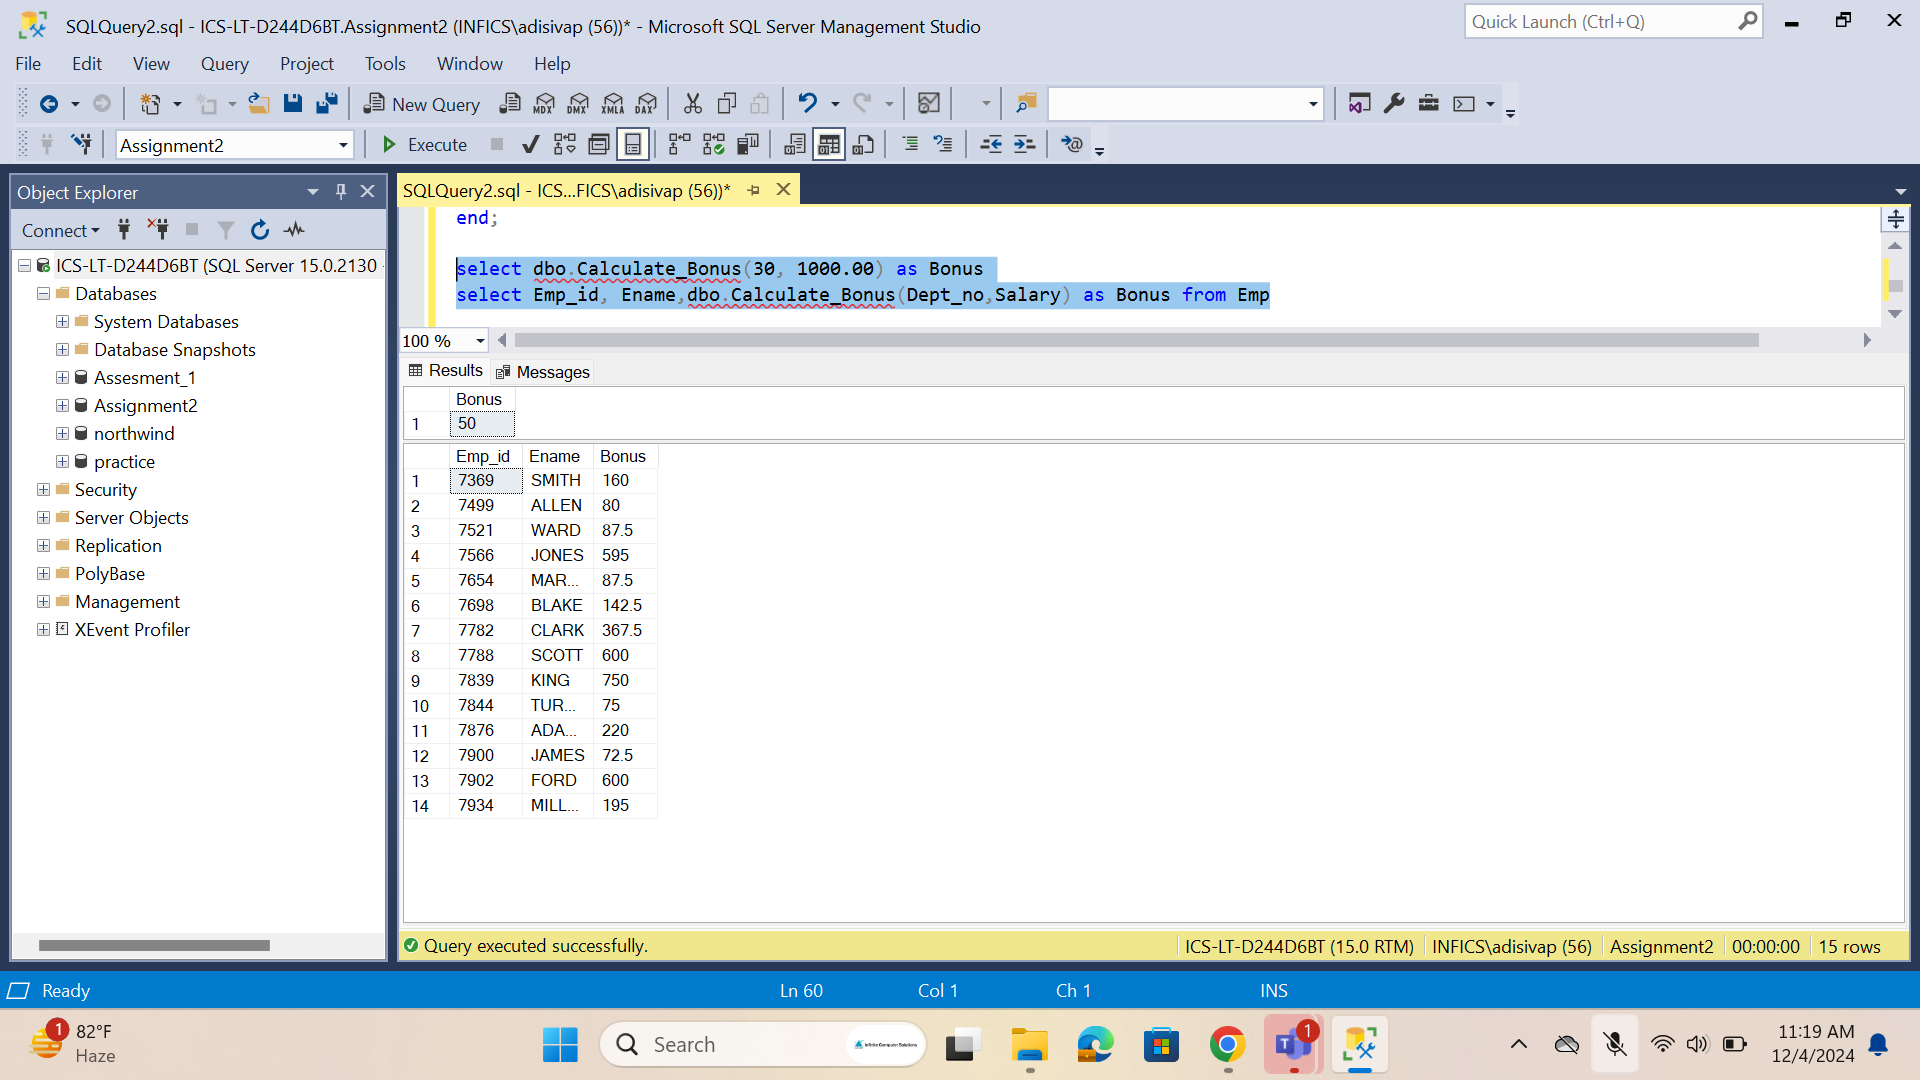 SQLQuery2.sql - ICS-LT-D244D6BT.Assignment2 (INFICS\adisivap (56))* - Microsoft SQL Server Management Studio
Quick Launch (Ctrl+Q)
File Edit View Query Project Tools Window Help
New Query MDX DMX XMLA DAX
Assignment2 Execute
Object Explorer
Connect
ICS-LT-D244D6BT (SQL Server 15.0.2130 -
Databases
System Databases
Database Snapshots
Assesment_1
Assignment2
northwind
practice
Security
Server Objects
Replication
PolyBase
Management
XEvent Profiler
SQLQuery2.sql - ICS...FICS\adisivap (56))*
end;
select dbo.Calculate_Bonus(30, 1000.00) as Bonus
select Emp_id, Ename,dbo.Calculate_Bonus(Dept_no,Salary) as Bonus from Emp
100 %
Results Messages
Bonus
1 50
Emp_id Ename Bonus
1 7369 SMITH 160
2 7499 ALLEN 80
3 7521 WARD 87.5
4 7566 JONES 595
5 7654 MAR... 87.5
6 7698 BLAKE 142.5
7 7782 CLARK 367.5
8 7788 SCOTT 600
9 7839 KING 750
10 7844 TUR... 75
11 7876 ADA... 220
12 7900 JAMES 72.5
13 7902 FORD 600
14 7934 MILL... 195
Query executed successfully. ICS-LT-D244D6BT (15.0 RTM) INFICS\adisivap (56) Assignment2 00:00:00 15 rows
Ready Ln 60 Col 1 Ch 1 INS
1 82°F
Haze
Search
Infinite Computer Solutions
1
11:19 AM
12/4/2024